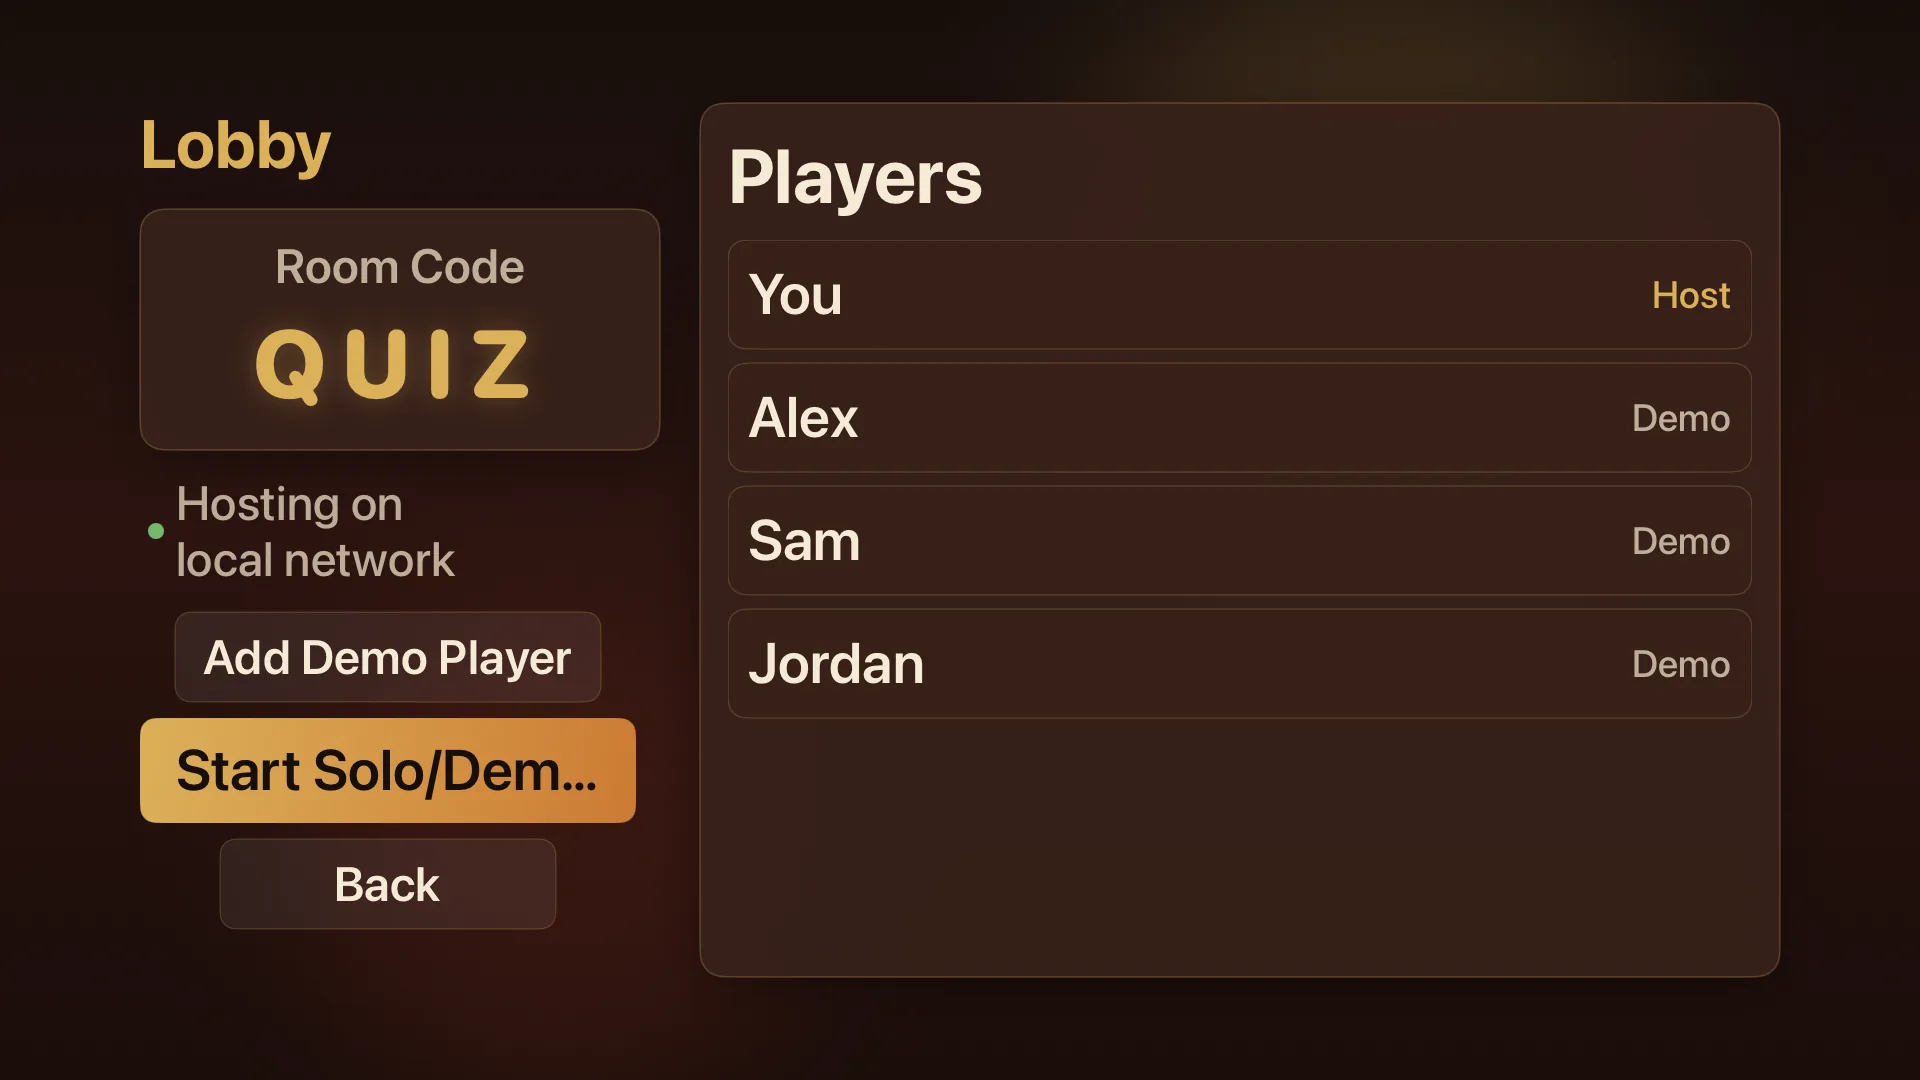 Lobby
Room Code
QUIZ
Hosting on
local network
Add Demo Player
Start Solo/Dem...
Back
Players
You
Host
Alex
Demo
Sam
Demo
Jordan
Demo